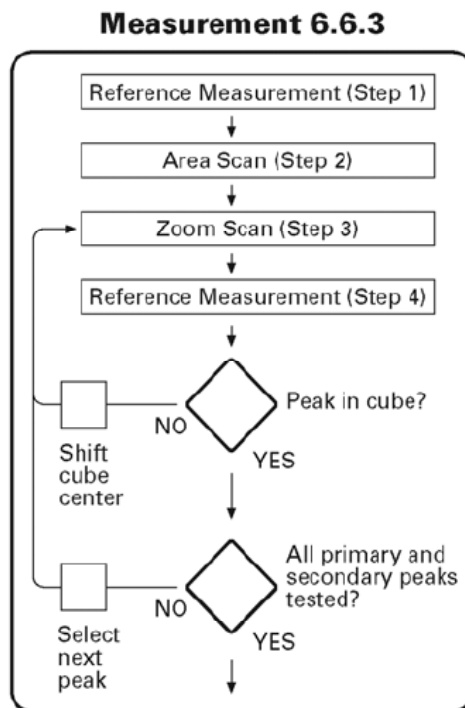 Measurement 6.6.3
Reference Measurement (Step 1)
Area Scan (Step 2)
Zoom Scan (Step 3)
Reference Measurement (Step 4)
Peak in cube?
NO
Shift
cube
center
YES
All primary and
secondary peaks
tested?
NO
Select
next
peak
YES